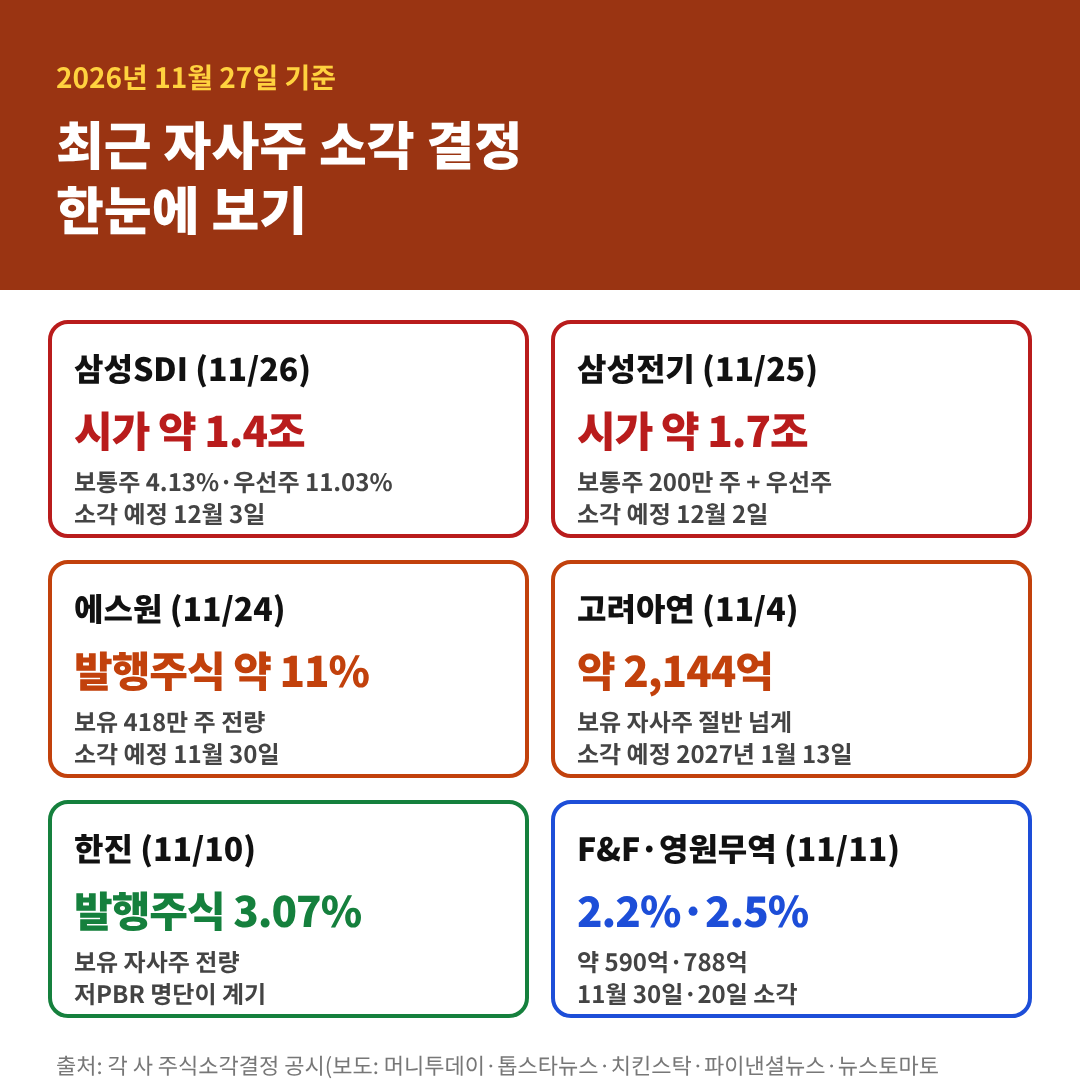 2026년 11월 27일 기준
최근 자사주 소각 결정
한눈에 보기
삼성SDI (11/26)
시가 약 1.4조
보통주 4.13%·우선주 11.03%
소각 예정 12월 3일
삼성전기 (11/25)
시가 약 1.7조
보통주 200만 주 + 우선주
소각 예정 12월 2일
에스원 (11/24)
발행주식 약 11%
보유 418만 주 전량
소각 예정 11월 30일
고려아연 (11/4)
약 2,144억
보유 자사주 절반 넘게
소각 예정 2027년 1월 13일
한진 (11/10)
발행주식 3.07%
보유 자사주 전량
저PBR 명단이 계기
F&F·영원무역 (11/11)
2.2%·2.5%
약 590억·788억
11월 30일·20일 소각
출처: 각 사 주식소각결정 공시(보도: 머니투데이·톱스타뉴스·치킨스탁·파이낸셜뉴스·뉴스토마토